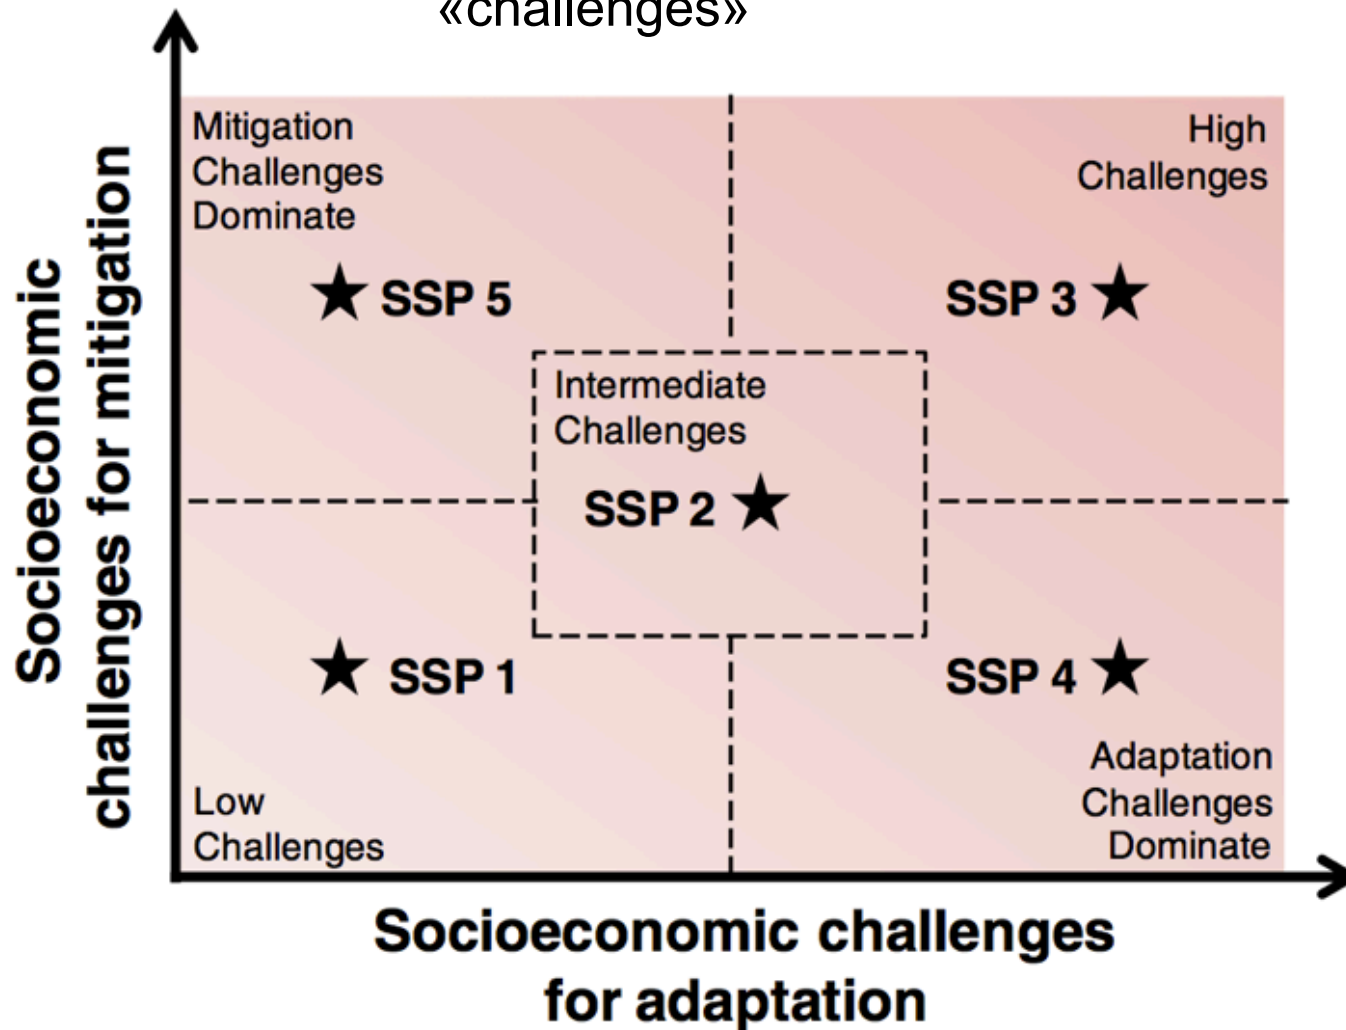 «challenges»
Mitigation
Challenges
Dominate
High
Challenges
SSP 5
SSP 3
Intermediate
Challenges
SSP 2
SSP 1
SSP 4
Low
Challenges
Adaptation
Challenges
Dominate
Socioeconomic
challenges for mitigation
Socioeconomic challenges
for adaptation